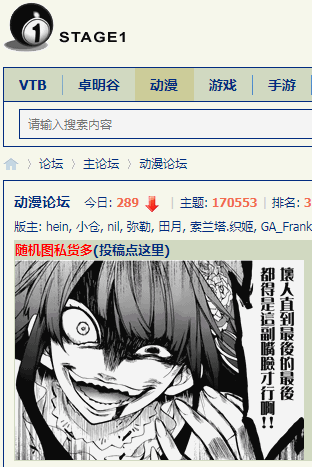 1 STAGE1
VTB 卓明谷 动漫 游戏 手游
请输入搜索内容
论坛 〉主论坛 〉动漫论坛
动漫论坛 今日: 289 | 主题: 170553 | 排名: 3
版主: hein, 小仓, nil, 弥勒, 田月, 索兰塔.织姬, GA_Frank
随机图私货多(投稿点这里)
壞人直到最後的最後
都得是這副嘴臉才行啊!!